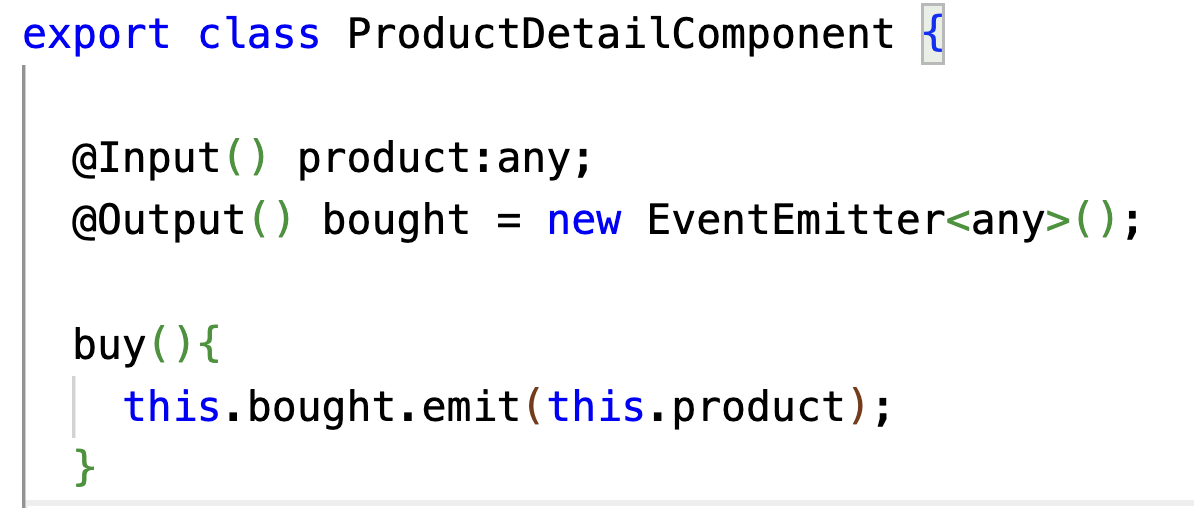 export class ProductDetailComponent {
@Input() product:any;
@Output() bought = new EventEmitter<any>();
buy(){
this.bought.emit(this.product);
}